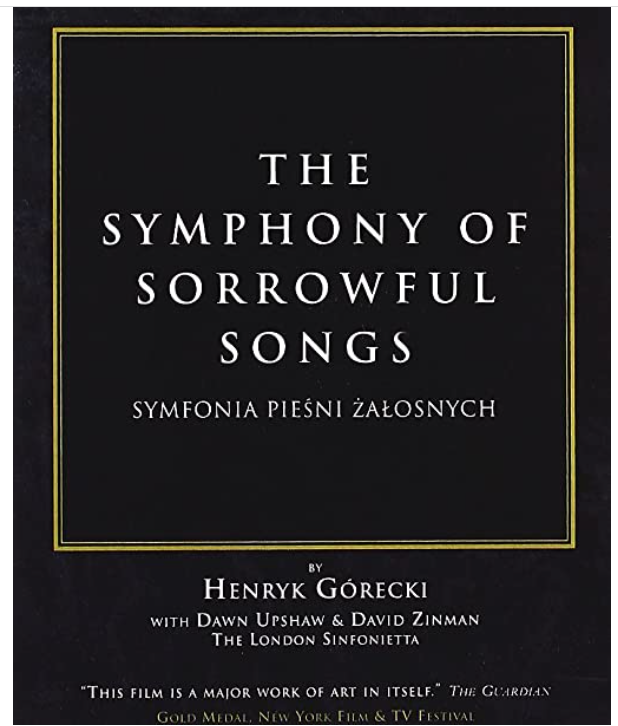 THE
SYMPHONY OF
SORROWFUL
SONGS
SYMFONIA PIEŚNI ŻAŁOSNYCH
BY
HENRYK GÓRECKI
WITH DAWN UPSHAW & DAVID ZINMAN
THE LONDON SINFONIETTA
"THIS FILM IS A MAJOR WORK OF ART IN ITSELF." THE GUARDIAN
GOLD MEDAL, NEW YORK FILM & TV FESTIVAL